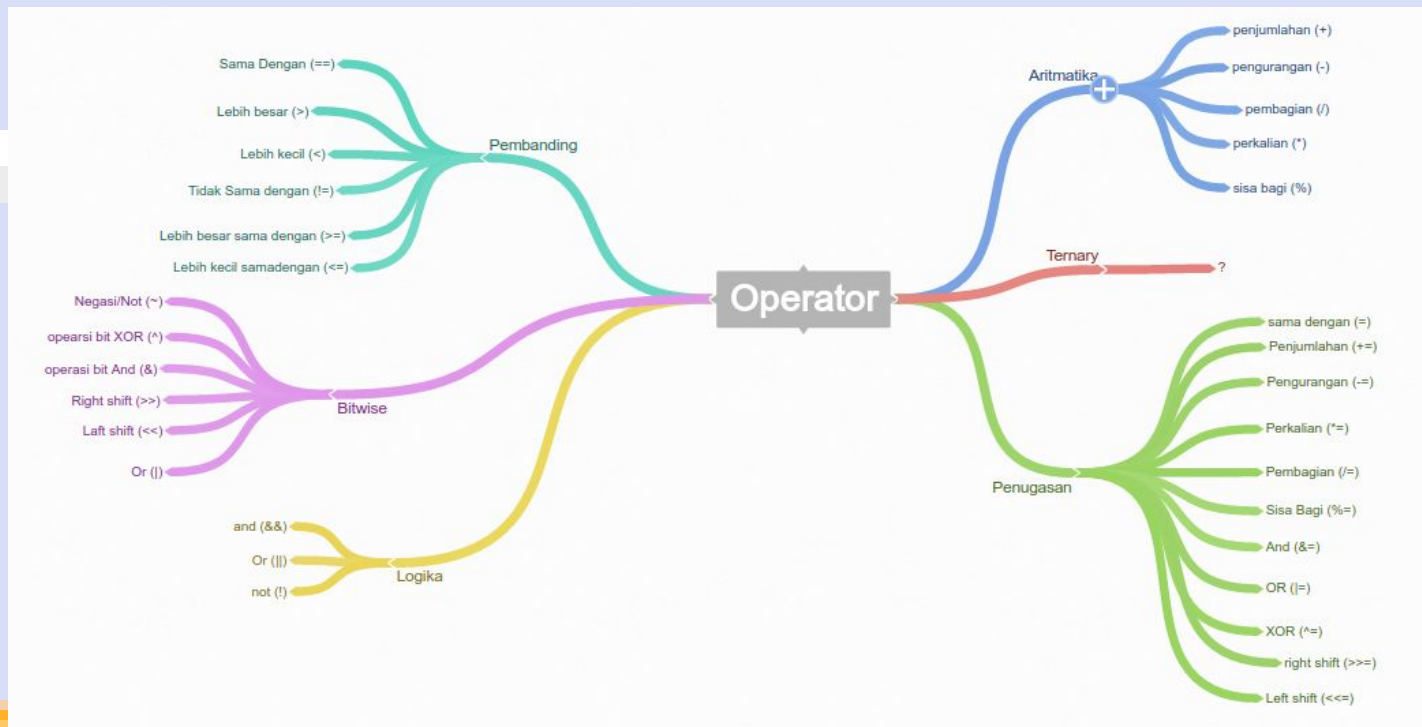 Operator
Pembanding
Sama Dengan (==)
Lebih besar (>)
Lebih kecil (<)
Tidak Sama dengan (!=)
Lebih besar sama dengan (>=)
Lebih kecil samadengan (<=)
Bitwise
Negasi/Not (~)
opearsi bit XOR (^)
operasi bit And (&)
Right shift (>>)
Laft shift (<<)
Or (|)
Logika
and (&&)
Or (||)
not (!)
Aritmatika
penjumlahan (+)
pengurangan (-)
pembagian (/)
perkalian (*)
sisa bagi (%)
Ternary
?
Penugasan
sama dengan (=)
Penjumlahan (+=)
Pengurangan (-=)
Perkalian (*=)
Pembagian (/=)
Sisa Bagi (%=)
And (&=)
OR (|=)
XOR (^=)
right shift (>>=)
Left shift (<<=)